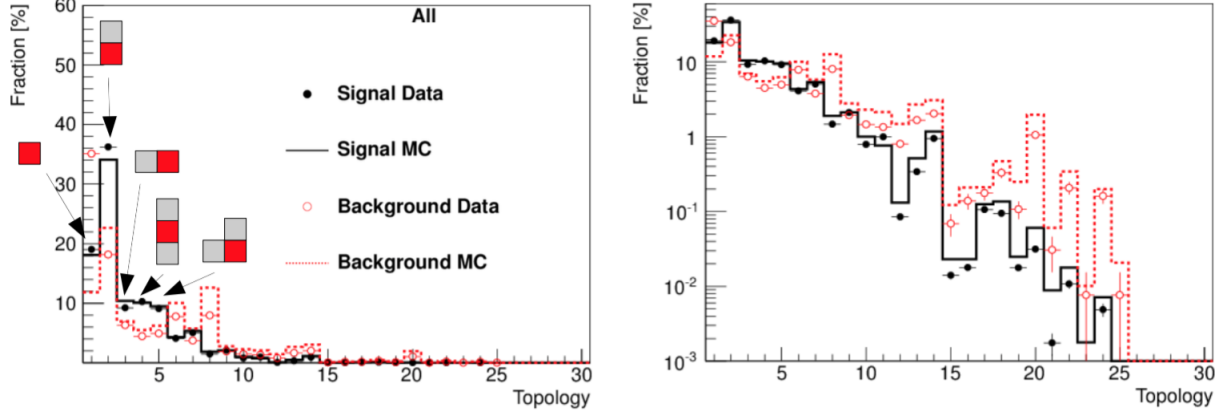 Fraction [%]
60
50
40
30
20
10
All
Signal Data
Signal MC
Background Data
Background MC
5
10
15
20
25
30
Topology
Fraction [%]
10
1
10⁻¹
10⁻²
10⁻³
5
10
15
20
25
30
Topology